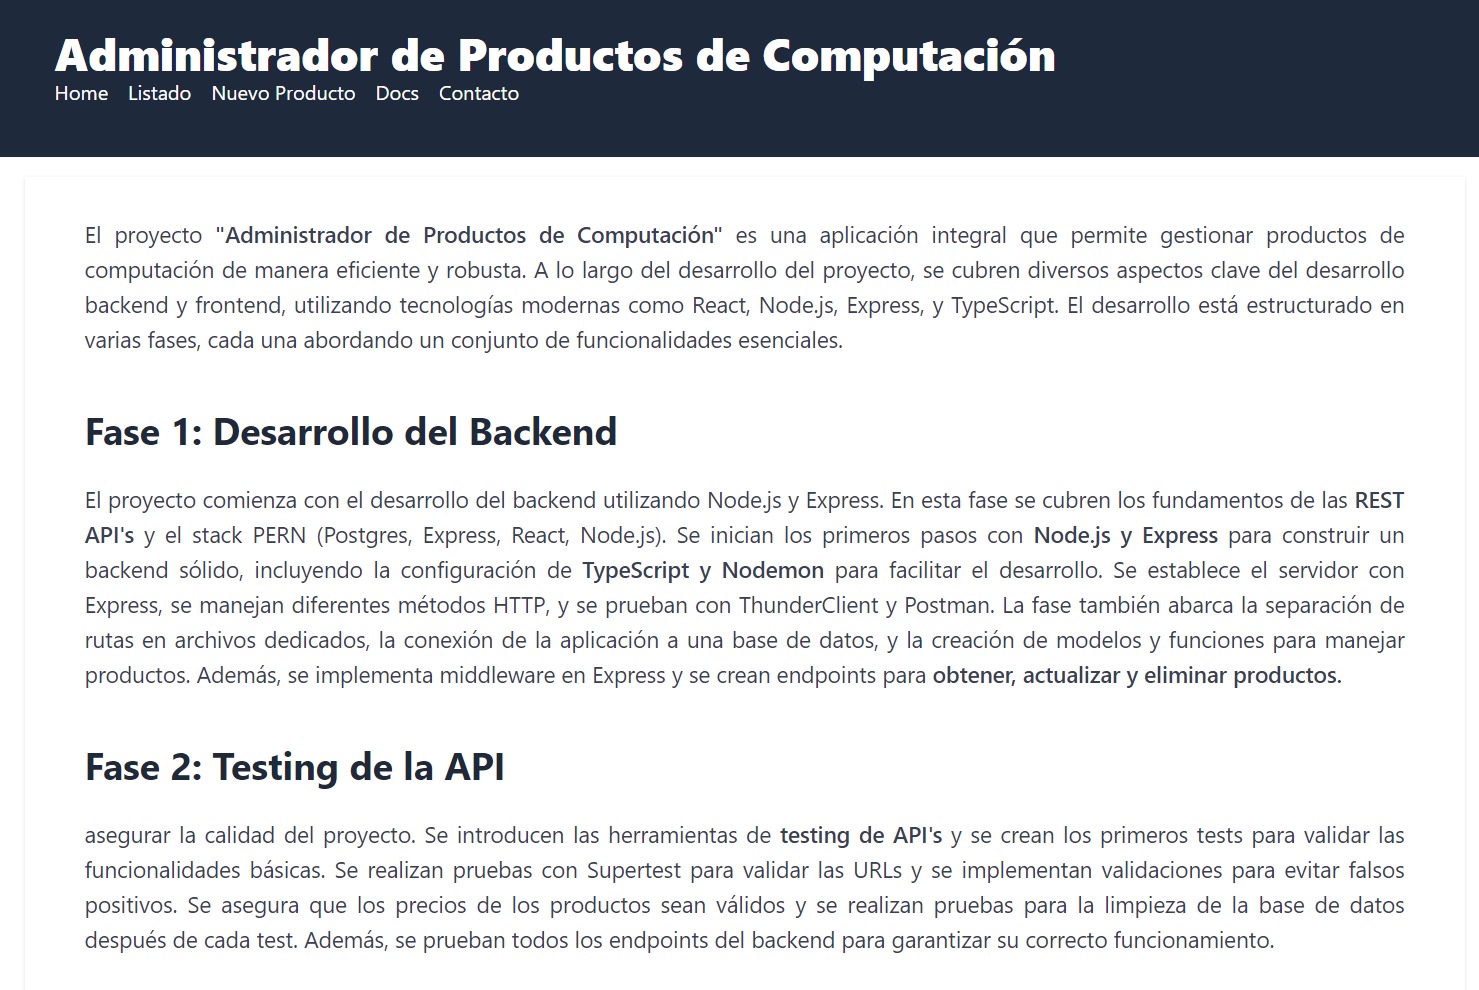 Administrador de Productos de Computación
Home Listado Nuevo Producto Docs Contacto
El proyecto "Administrador de Productos de Computación" es una aplicación integral que permite gestionar productos de
computación de manera eficiente y robusta. A lo largo del desarrollo del proyecto, se cubren diversos aspectos clave del desarrollo
backend y frontend, utilizando tecnologías modernas como React, Node.js, Express, y TypeScript. El desarrollo está estructurado en
varias fases, cada una abordando un conjunto de funcionalidades esenciales.
Fase 1: Desarrollo del Backend
El proyecto comienza con el desarrollo del backend utilizando Node.js y Express. En esta fase se cubren los fundamentos de las REST
API's y el stack PERN (Postgres, Express, React, Node.js). Se inician los primeros pasos con Node.js y Express para construir un
backend sólido, incluyendo la configuración de TypeScript y Nodemon para facilitar el desarrollo. Se establece el servidor con
Express, se manejan diferentes métodos HTTP, y se prueban con ThunderClient y Postman. La fase también abarca la separación de
rutas en archivos dedicados, la conexión de la aplicación a una base de datos, y la creación de modelos y funciones para manejar
productos. Además, se implementa middleware en Express y se crean endpoints para obtener, actualizar y eliminar productos.
Fase 2: Testing de la API
asegurar la calidad del proyecto. Se introducen las herramientas de testing de API's y se crean los primeros tests para validar las
funcionalidades básicas. Se realizan pruebas con Supertest para validar las URLs y se implementan validaciones para evitar falsos
positivos. Se asegura que los precios de los productos sean válidos y se realizan pruebas para la limpieza de la base de datos
después de cada test. Además, se prueban todos los endpoints del backend para garantizar su correcto funcionamiento.